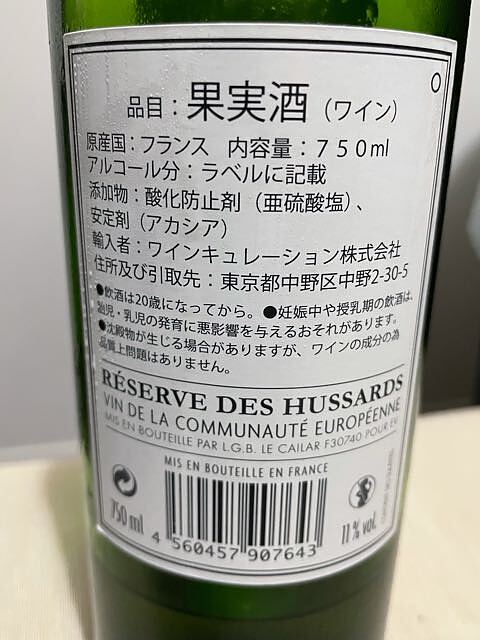 品目：果実酒（ワイン）
原産国：フランス 内容量：７５０ml
アルコール分：ラベルに記載
添加物：酸化防止剤（亜硫酸塩）、
安定剤（アカシア）
輸入者：ワインキュレーション株式会社
住所及び引取先：東京都中野区中野2-30-5
●飲酒は20歳になってから。●妊娠中や授乳期の飲酒は、
胎児・乳児の発育に悪影響を与えるおそれがあります。
●沈殿物が生じる場合がありますが、ワインの成分の為
品質上問題はありません。
RÉSERVE DES HUSSARDS
VIN DE LA COMMUNAUTÉ EUROPÉENNE
MIS EN BOUTEILLE PAR L.G.B. LE CAILAR F30740 POUR EV
MIS EN BOUTEILLE EN FRANCE
750 ml
11% vol.
4 560457 907643